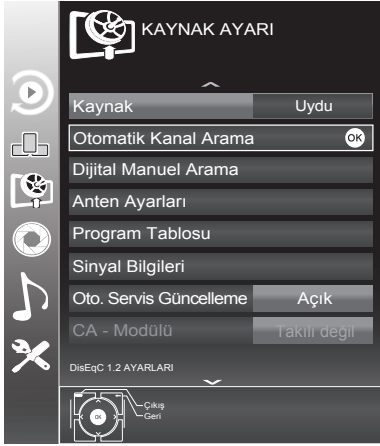 KAYNAK AYARI
Kaynak Uydu
Otomatik Kanal Arama OK
Dijital Manuel Arama
Anten Ayarları
Program Tablosu
Sinyal Bilgileri
Oto. Servis Güncelleme Açık
CA - Modülü Takılı değil
DisEqC 1.2 AYARLARI
Çıkış
OK Geri